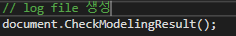 // log file 생성
document.CheckModelingResult();